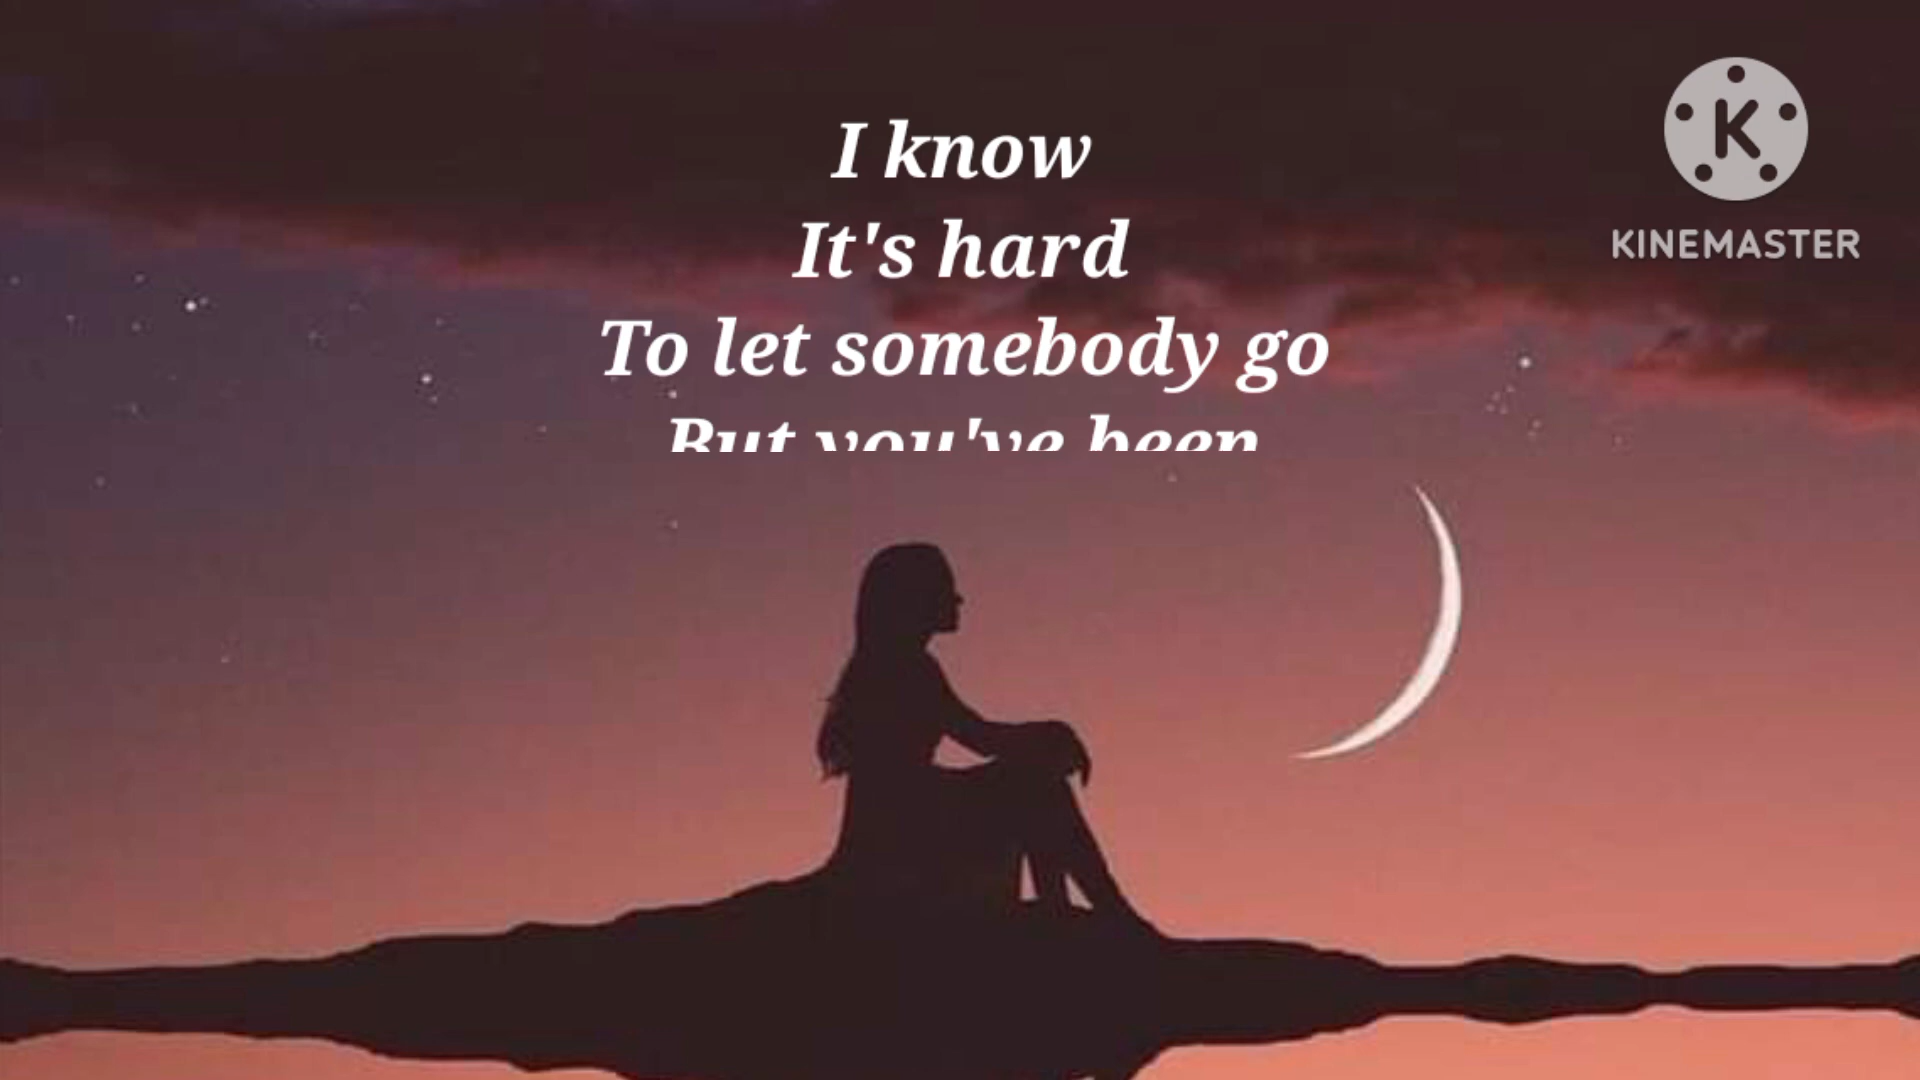 I know
It's hard
To let somebody go
But you've been
K
KINEMASTER